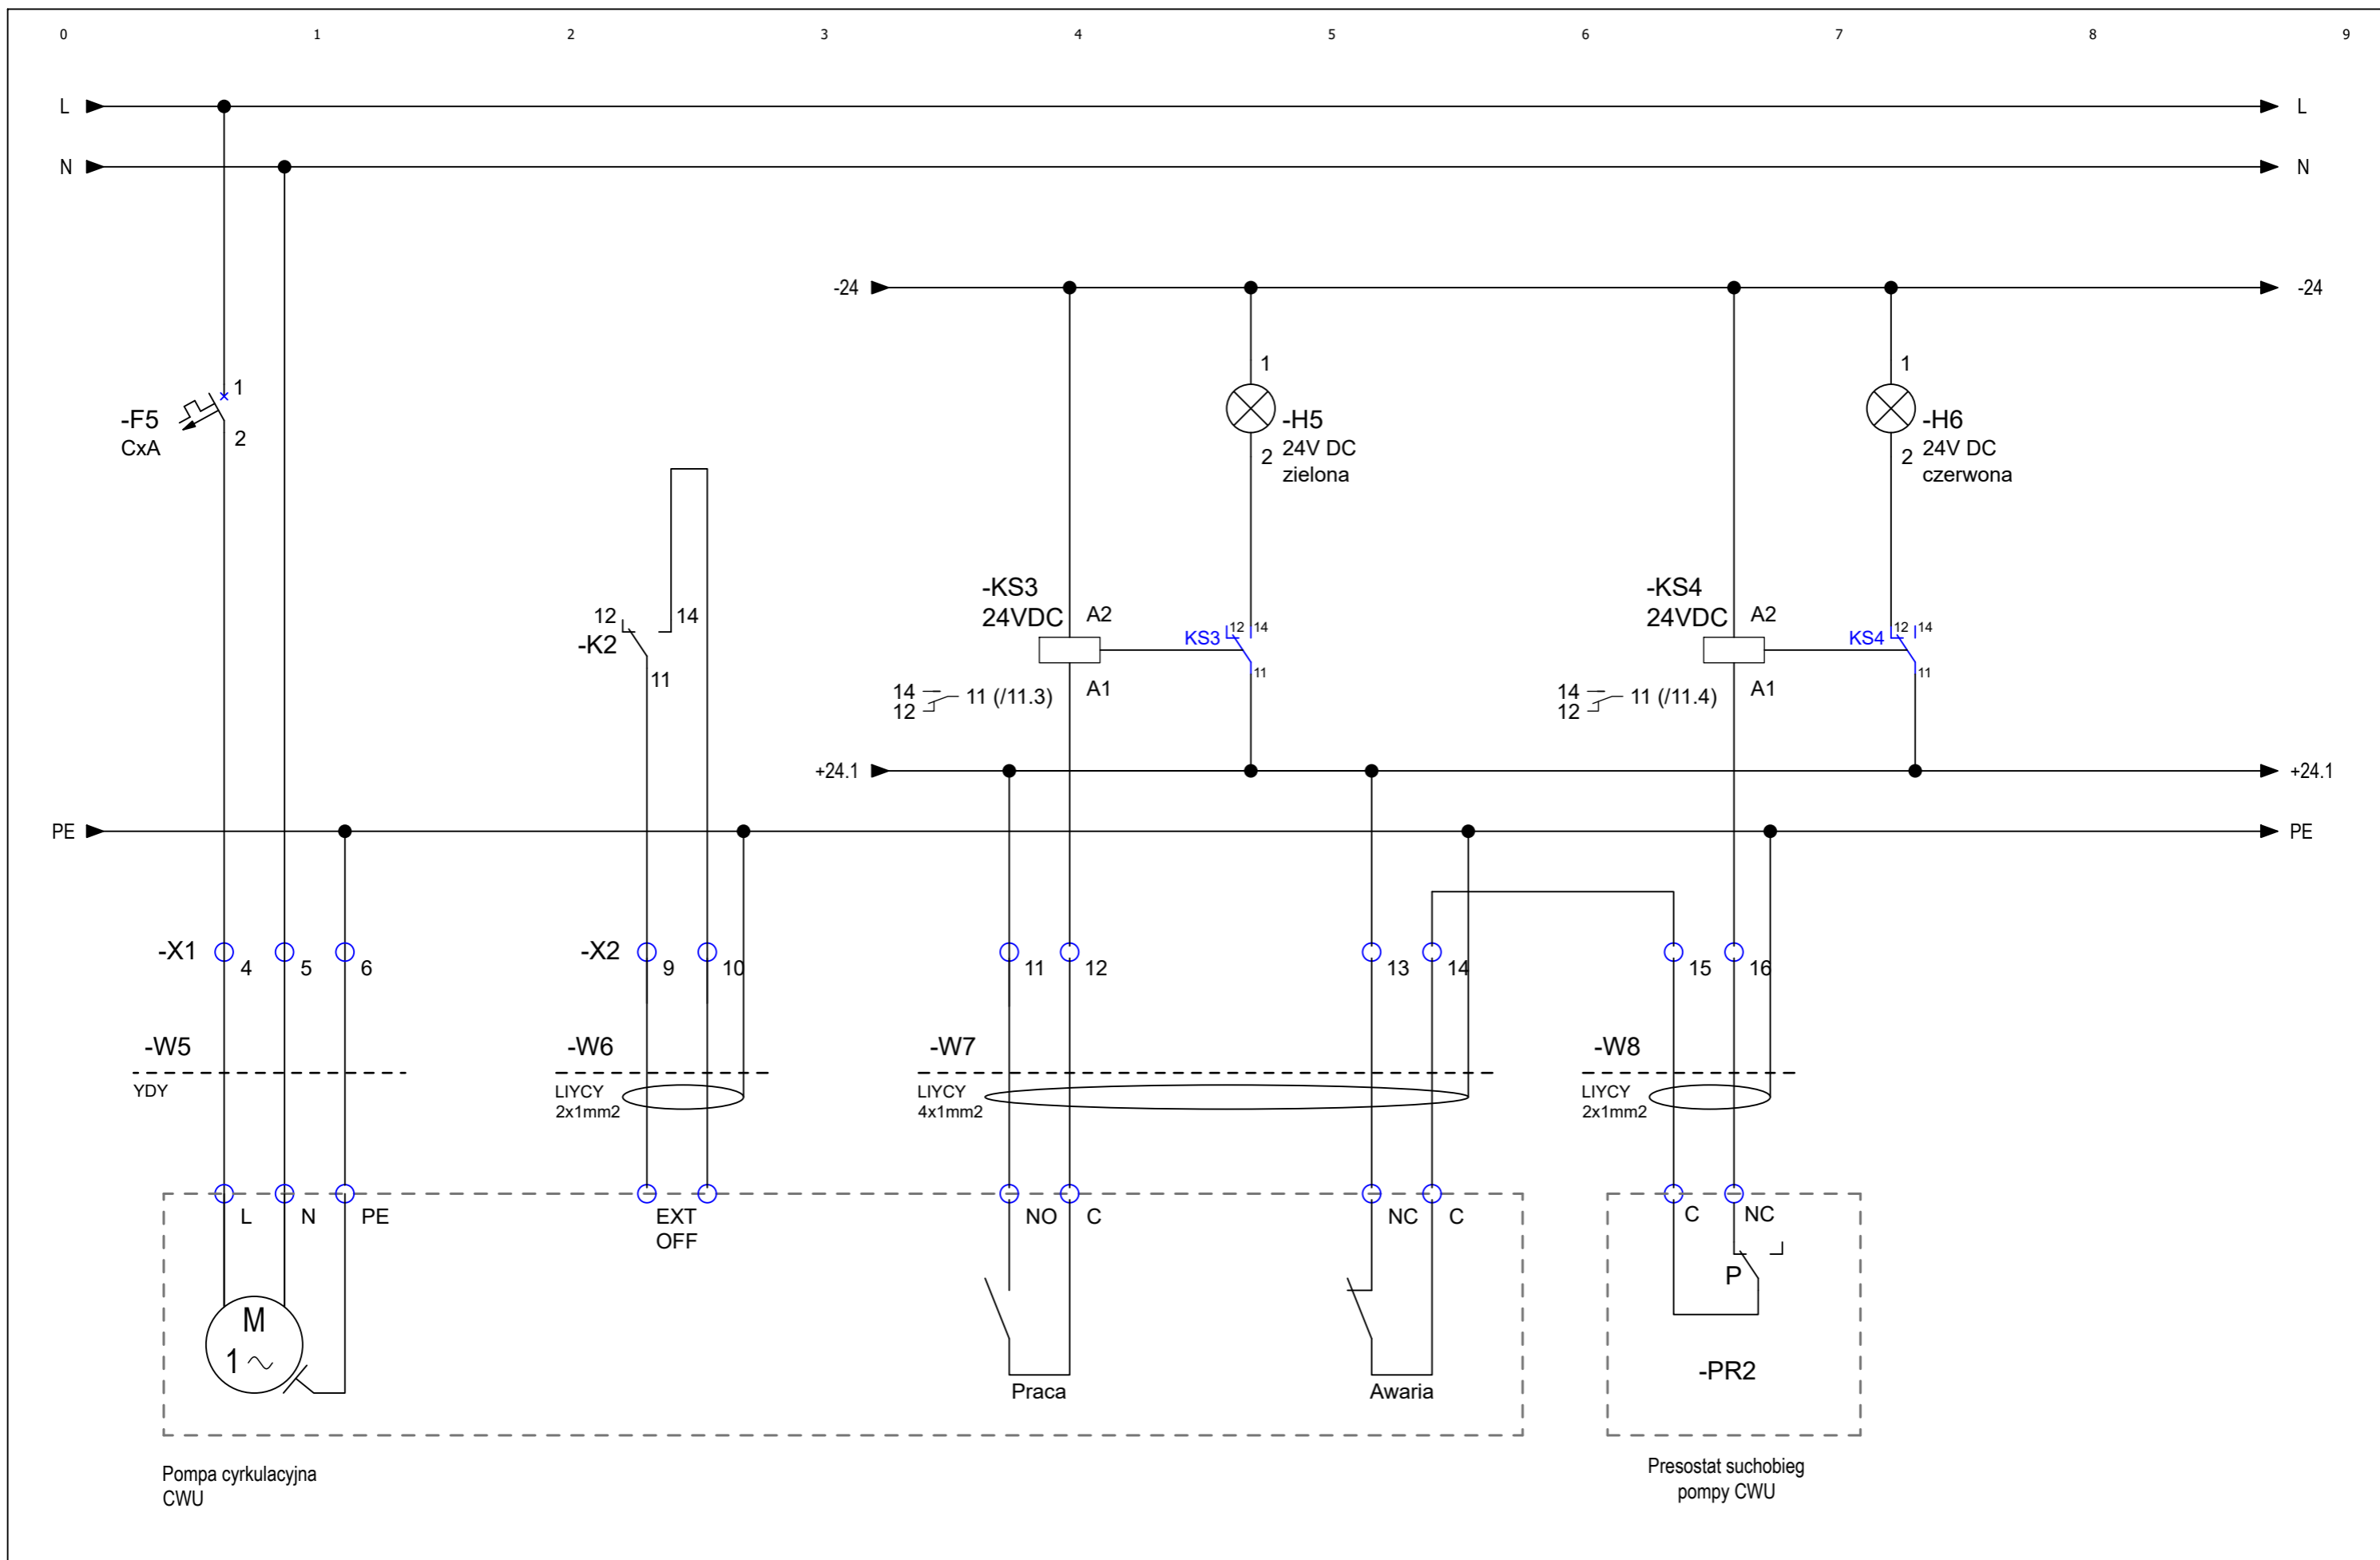 0 1 2 3 4 5 6 7 8 9
L L
N N
-24 -24
1 1
-F5
CxA
1
2
-H5
24V DC
zielona
2
-H6
24V DC
czerwona
2
-KS3
24VDC
A2
-KS4
24VDC
A2
12 14
-K2
11
KS3 12 14
11
KS4 12 14
11
A1
14
12
11 (/11.3)
A1
14
12
11 (/11.4)
+24.1 +24.1
PE PE
-X1 4 5 6
-X2 9 10 11 12 13 14 15 16
-W5
YDY
-W6
LIYCY
2x1mm2
-W7
LIYCY
4x1mm2
-W8
LIYCY
2x1mm2
L N PE
EXT
OFF
NO C
NC C
C NC
P
M
1
Praca
Awaria
-PR2
Pompa cyrkulacyjna
CWU
Presostat suchobieg
pompy CWU